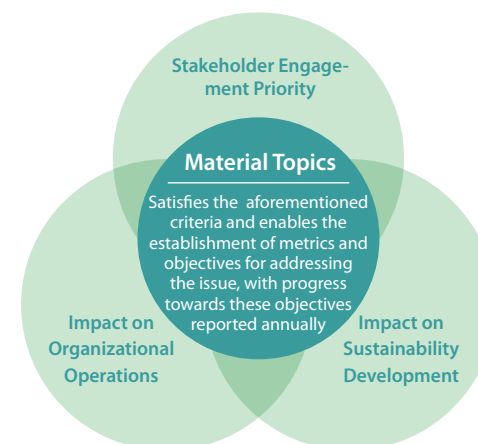 Stakeholder Engage-
ment Priority
Material Topics
Satisfies the aforementioned
criteria and enables the
establishment of metrics and
objectives for addressing
the issue, with progress
towards these objectives
reported annually
Impact on
Organizational
Operations
Impact on
Sustainability
Development